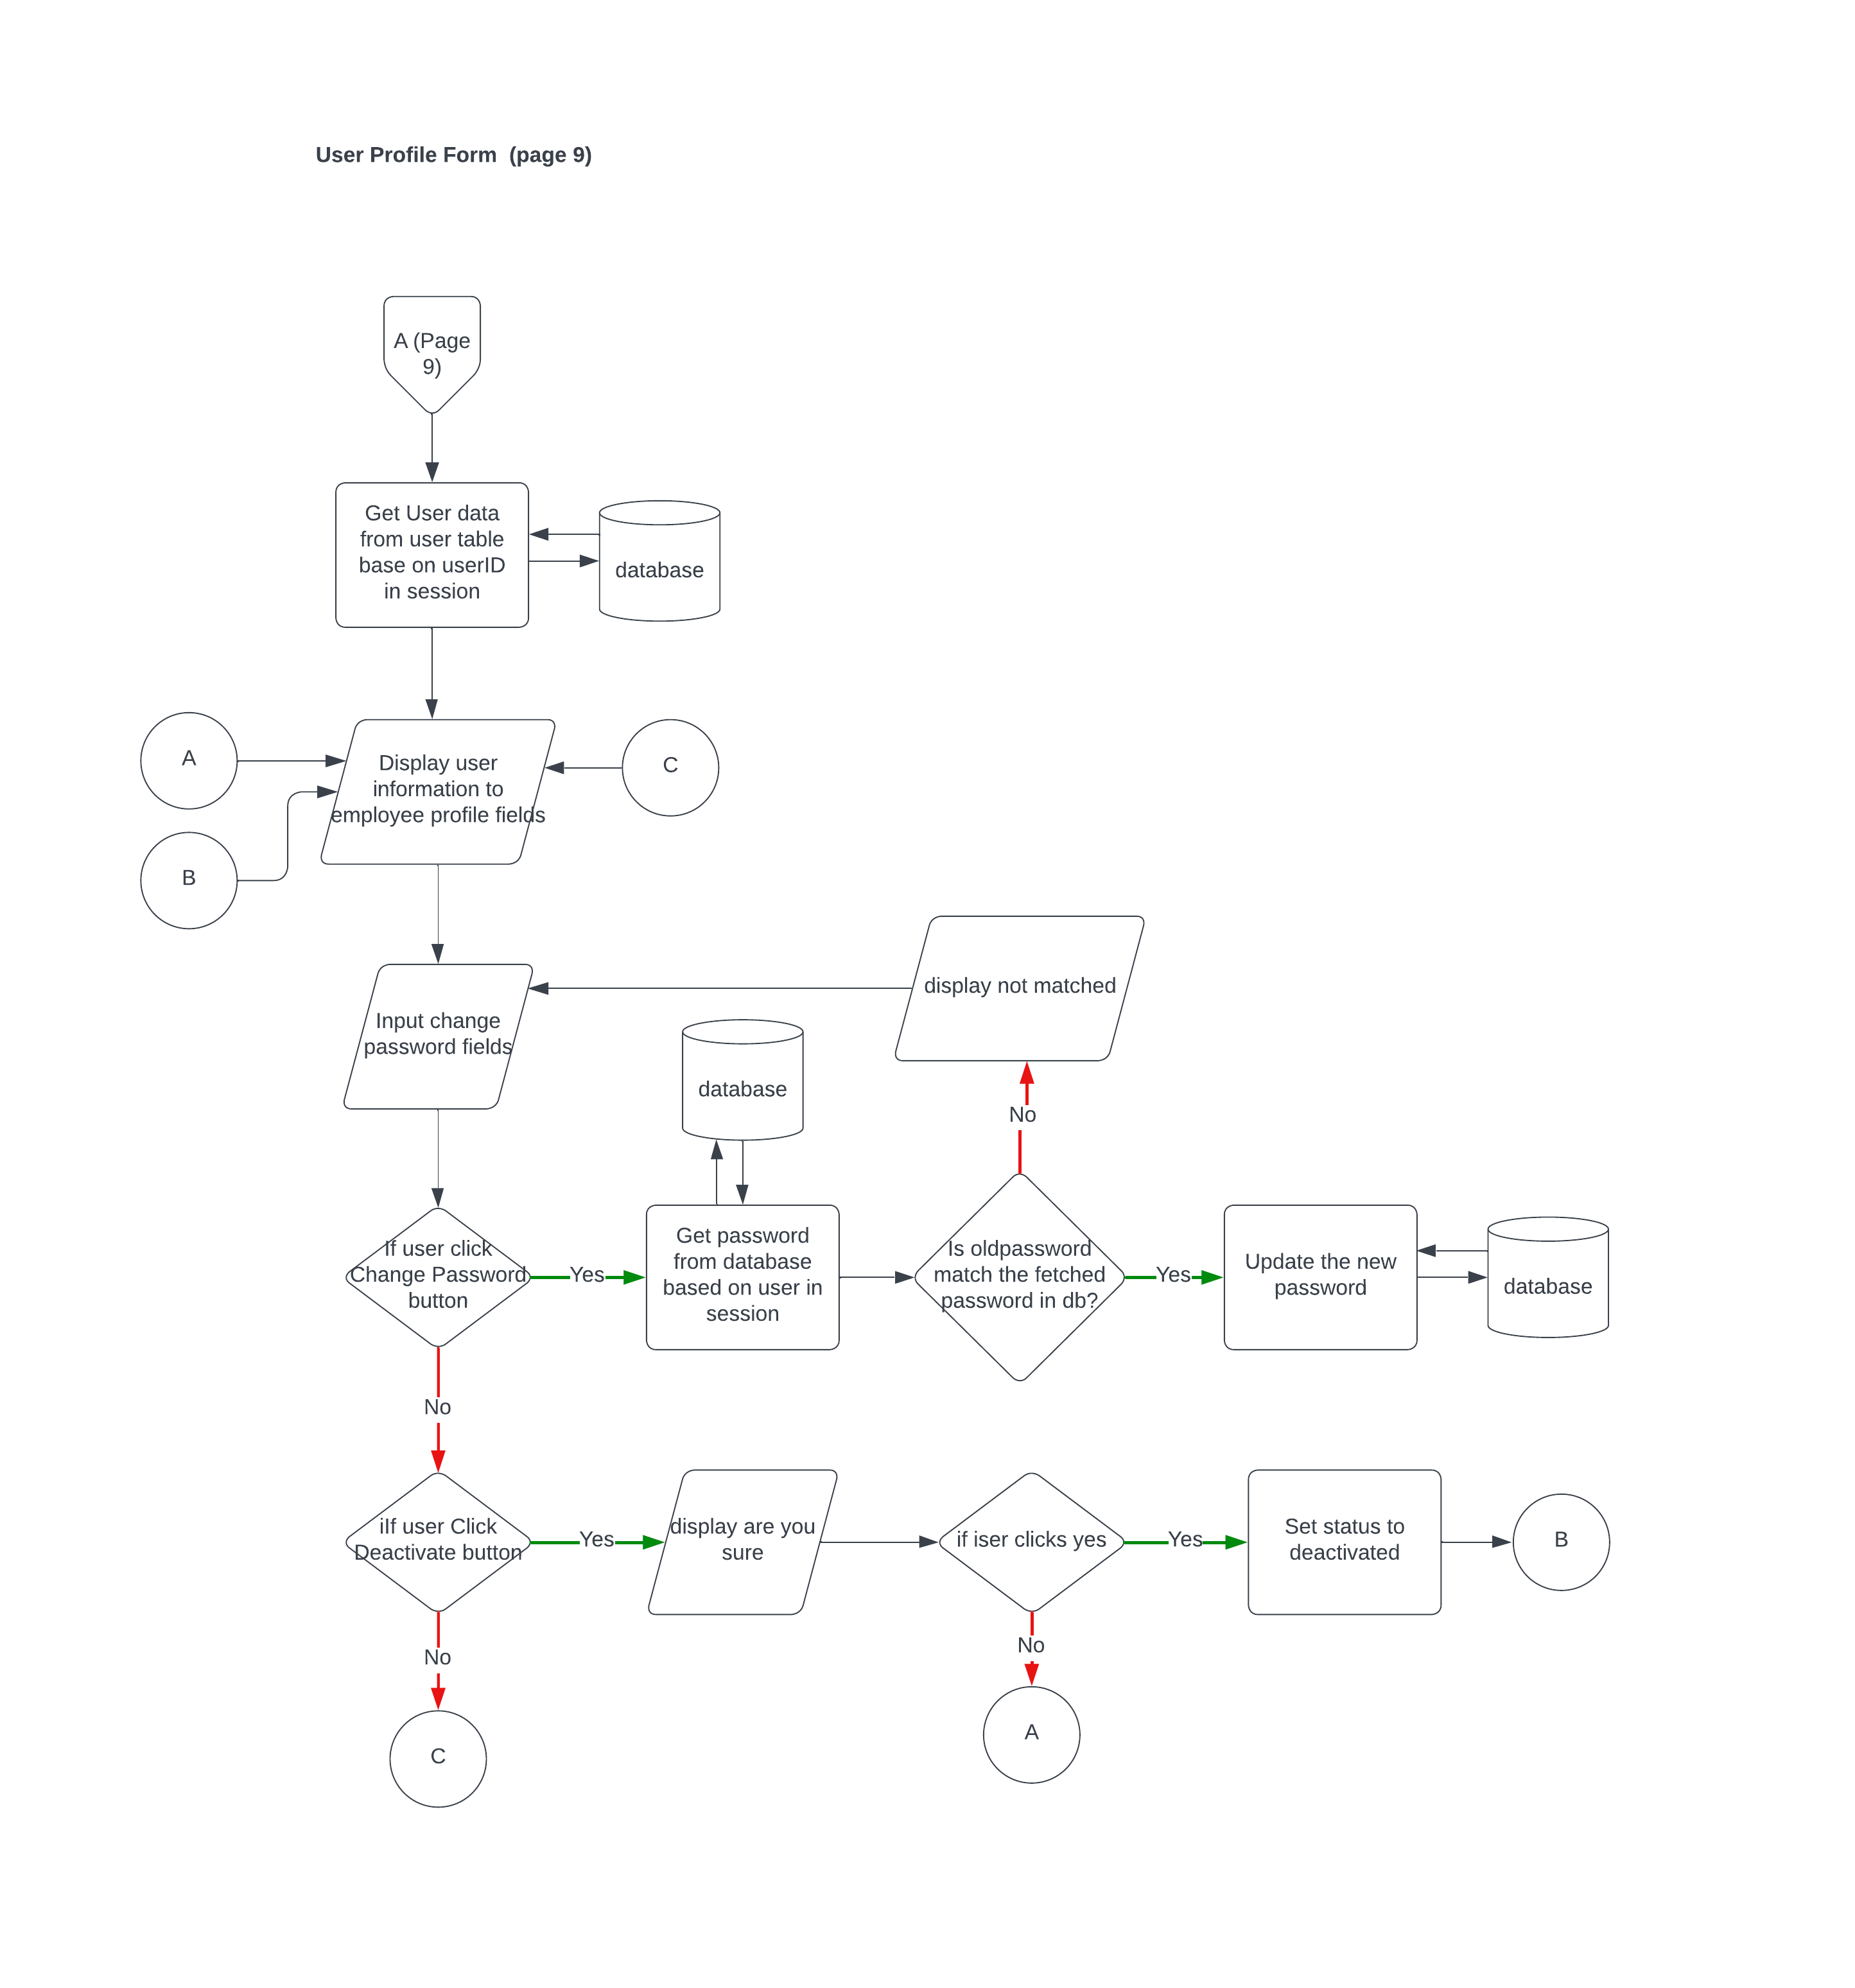 User Profile Form  (page 9)
A (Page
9)
Get User data
from user table
base on userID
in session
database
A
Display user
information to
employee profile fields
C
B
display not matched
Input change
password fields
database
No
If user click
Change Password
button
Yes
Get password
from database
based on user in
session
Is oldpassword
match the fetched
password in db?
Yes
Update the new
password
database
No
iIf user Click
Deactivate button
Yes
display are you
sure
if iser clicks yes
Yes
Set status to
deactivated
B
No
No
A
C